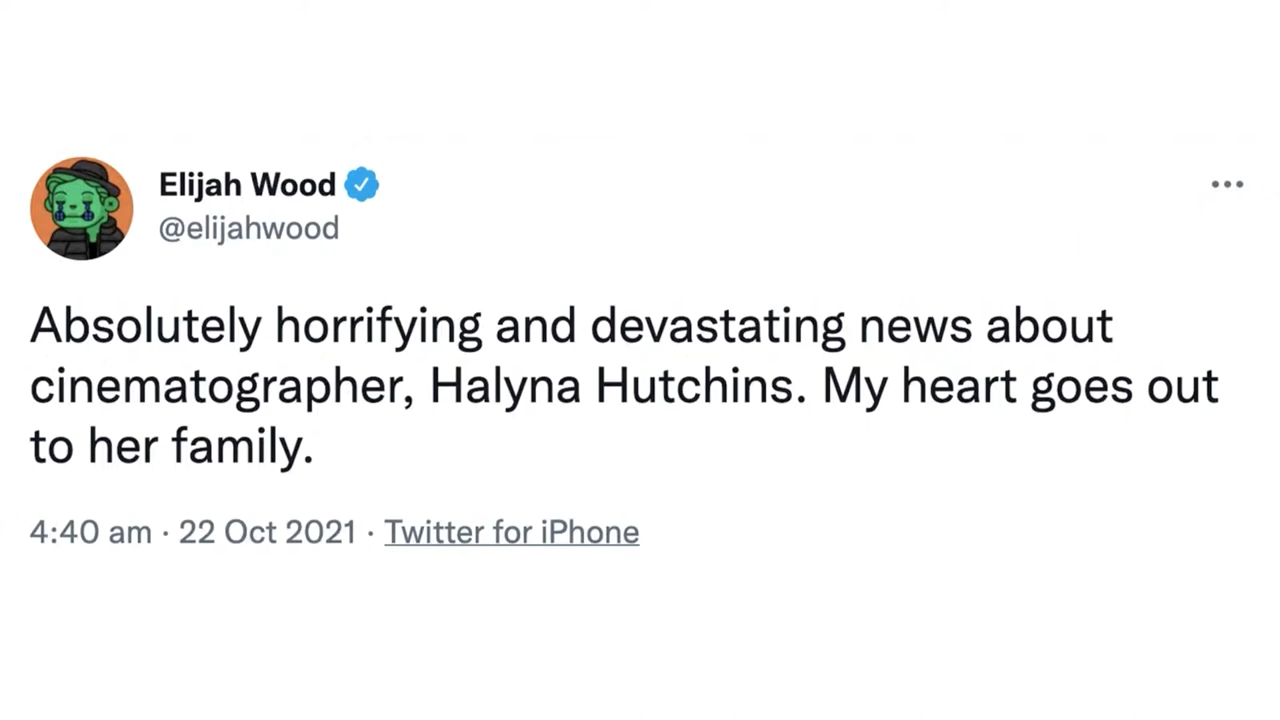 Elijah Wood
@elijahwood
Absolutely horrifying and devastating news about
cinematographer, Halyna Hutchins. My heart goes out
to her family.
4:40 am · 22 Oct 2021 · Twitter for iPhone